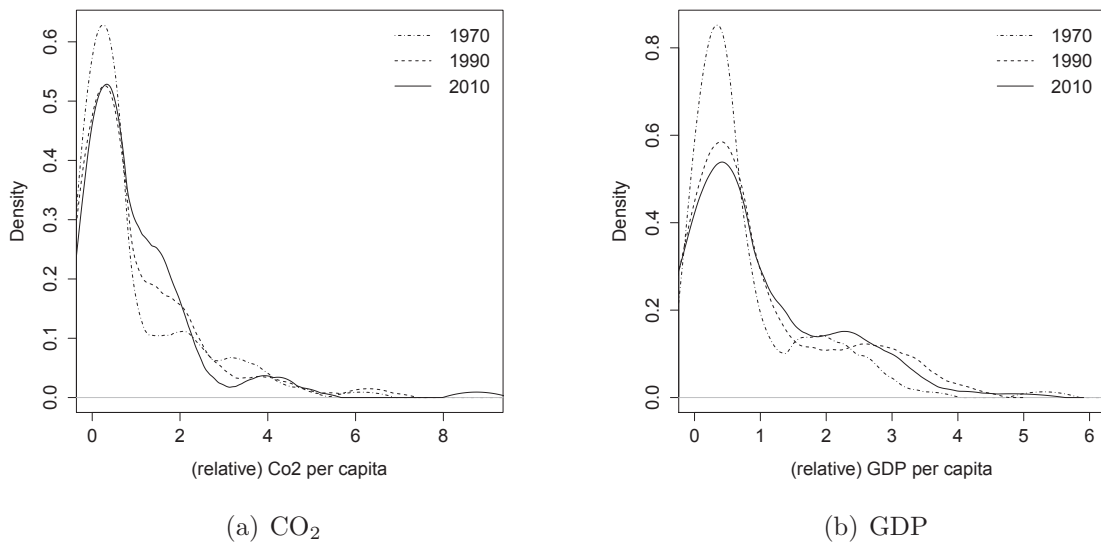 1970
1990
2010
Density
0.0 0.1 0.2 0.3 0.4 0.5 0.6
0 2 4 6 8
(relative) Co2 per capita
(a) CO₂
1970
1990
2010
Density
0.0 0.2 0.4 0.6 0.8
0 1 2 3 4 5 6
(relative) GDP per capita
(b) GDP